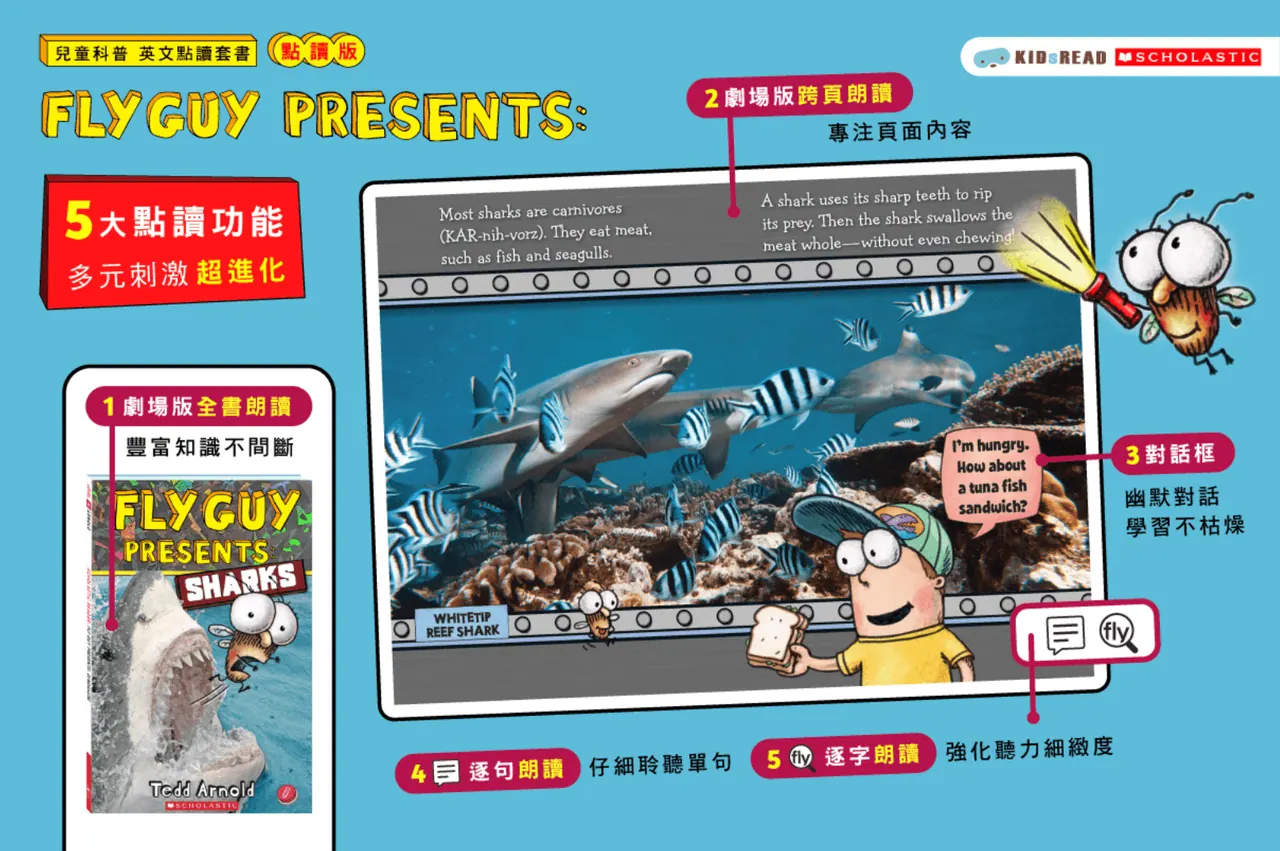 兒童科普 英文點讀套書
點讀版
KIDsREAD
SCHOLASTIC
FLY GUY PRESENTS:
5大點讀功能
多元刺激 超進化
2 劇場版跨頁朗讀
專注頁面內容
Most sharks are carnivores
(KAR-nih-vorz). They eat meat,
such as fish and seagulls.
A shark uses its sharp teeth to rip
its prey. Then the shark swallows the
meat whole—without even chewing!
1 劇場版全書朗讀
豐富知識不間斷
FLY GUY
PRESENTS:
SHARKS
Tedd Arnold
SCHOLASTIC
I'm hungry.
How about
a tuna fish
sandwich?
3 對話框
幽默對話
學習不枯燥
WHITETIP
REEF SHARK
fly
4 逐句朗讀
仔細聆聽單句
5 fly 逐字朗讀
強化聽力細緻度